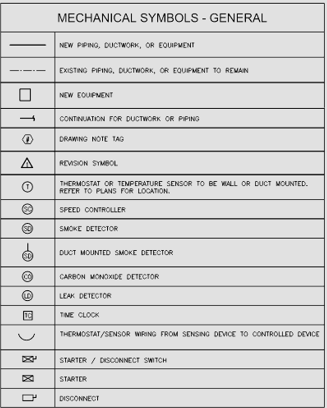 MECHANICAL SYMBOLS - GENERAL
NEW PIPING, DUCTWORK, OR EQUIPMENT
EXISTING PIPING, DUCTWORK, OR EQUIPMENT TO REMAIN
NEW EQUIPMENT
CONTINUATION FOR DUCTWORK OR PIPING
# DRAWING NOTE TAG
1 REVISION SYMBOL
T THERMOSTAT OR TEMPERATURE SENSOR TO BE WALL OR DUCT MOUNTED.
REFER TO PLANS FOR LOCATION.
SC SPEED CONTROLLER
SD SMOKE DETECTOR
SD DUCT MOUNTED SMOKE DETECTOR
CO CARBON MONOXIDE DETECTOR
LD LEAK DETECTOR
TC TIME CLOCK
THERMOSTAT/SENSOR WIRING FROM SENSING DEVICE TO CONTROLLED DEVICE
STARTER / DISCONNECT SWITCH
STARTER
DISCONNECT